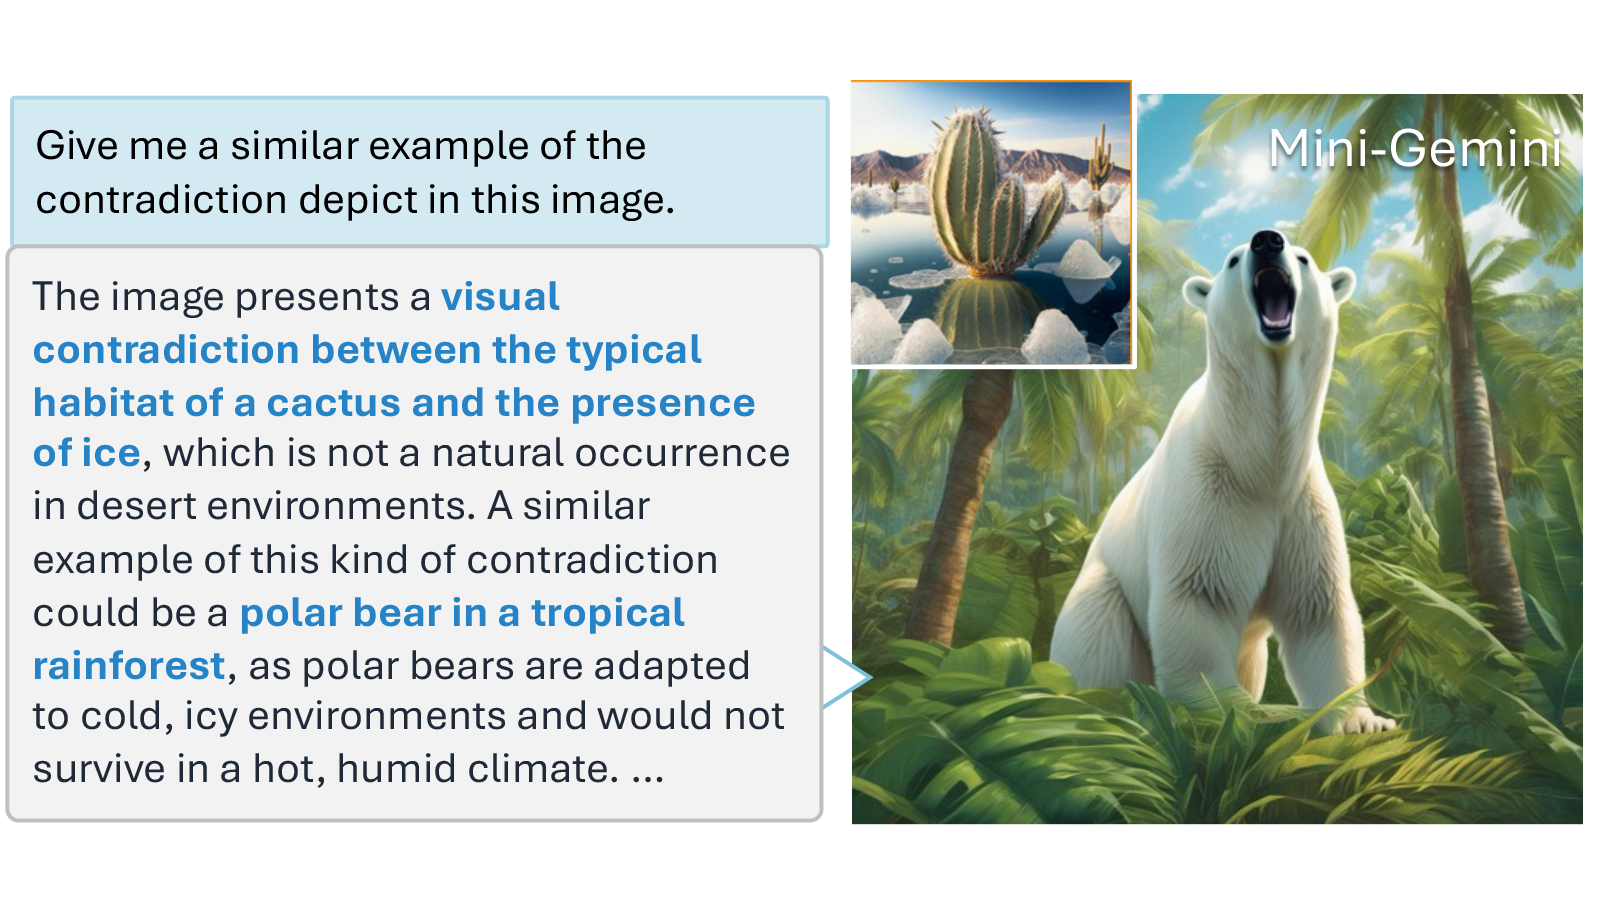 Give me a similar example of the
contradiction depict in this image.
The image presents a visual
contradiction between the typical
habitat of a cactus and the presence
of ice, which is not a natural occurrence
in desert environments. A similar
example of this kind of contradiction
could be a polar bear in a tropical
rainforest, as polar bears are adapted
to cold, icy environments and would not
survive in a hot, humid climate. ...
Mini-Gemini